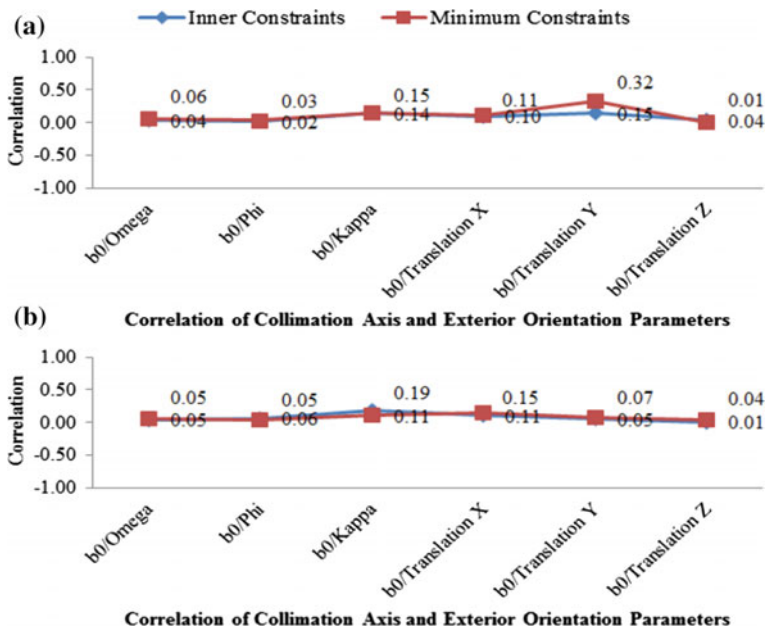 (a)
Inner Constraints Minimum Constraints
Correlation
1.00
0.50
0.00
-0.50
-1.00
0.06 0.03 0.15 0.11 0.32 0.01
0.04 0.02 0.14 0.10 0.15 0.04
b0/Omega
b0/Phi
b0/Kappa
b0/Translation X
b0/Translation Y
b0/Translation Z
Correlation of Collimation Axis and Exterior Orientation Parameters
(b)
Correlation
1.00
0.50
0.00
-0.50
-1.00
0.05 0.05 0.19 0.15 0.07 0.04
0.05 0.06 0.11 0.11 0.05 0.01
b0/Omega
b0/Phi
b0/Kappa
b0/Translation X
b0/Translation Y
b0/Translation Z
Correlation of Collimation Axis and Exterior Orientation Parameters